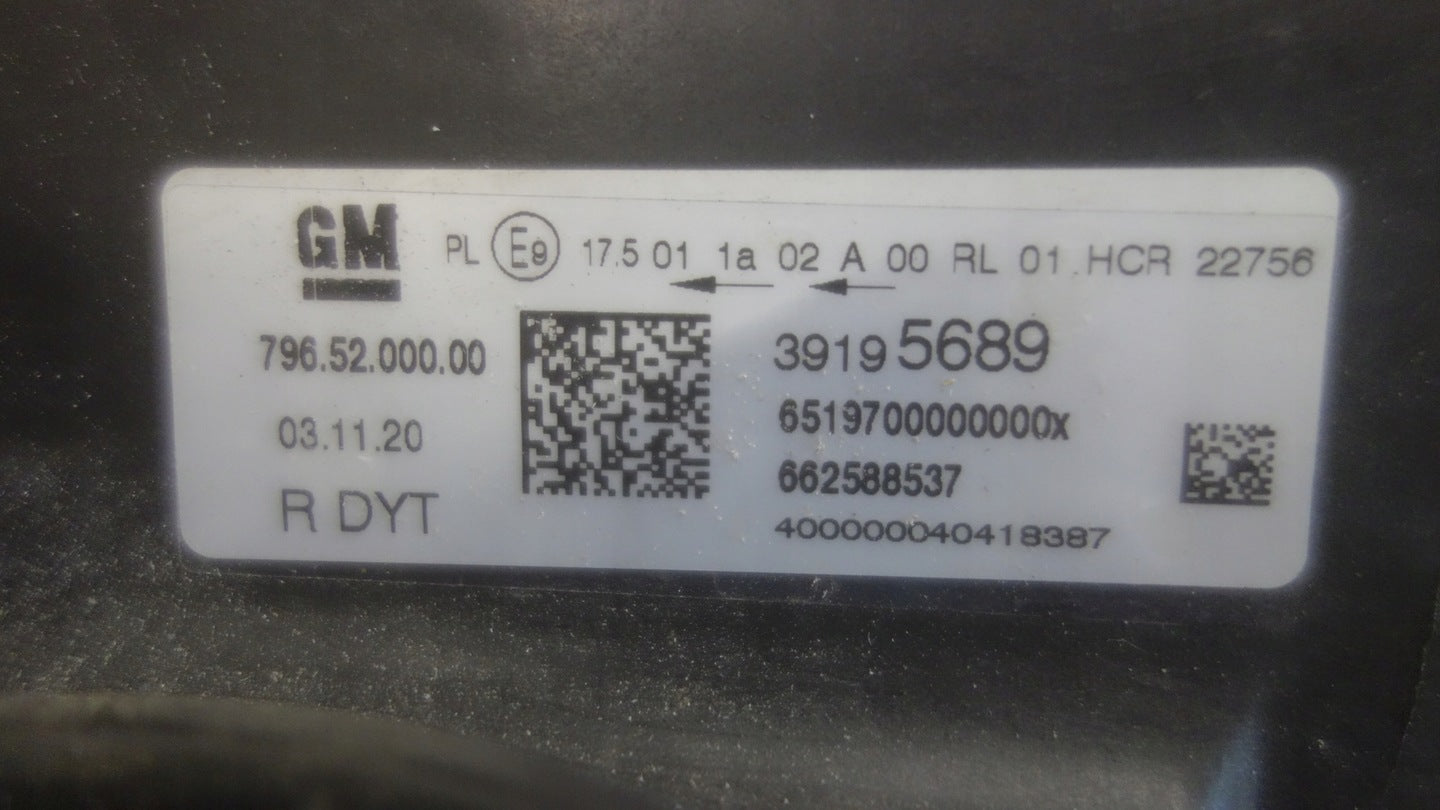 GM
PL E9 17.5 01 1a 02 A 00 RL 01 HCR 22756
796.52.000.00
03.11.20
R DYT
39195689
6519700000000x
662588537
400000040418387